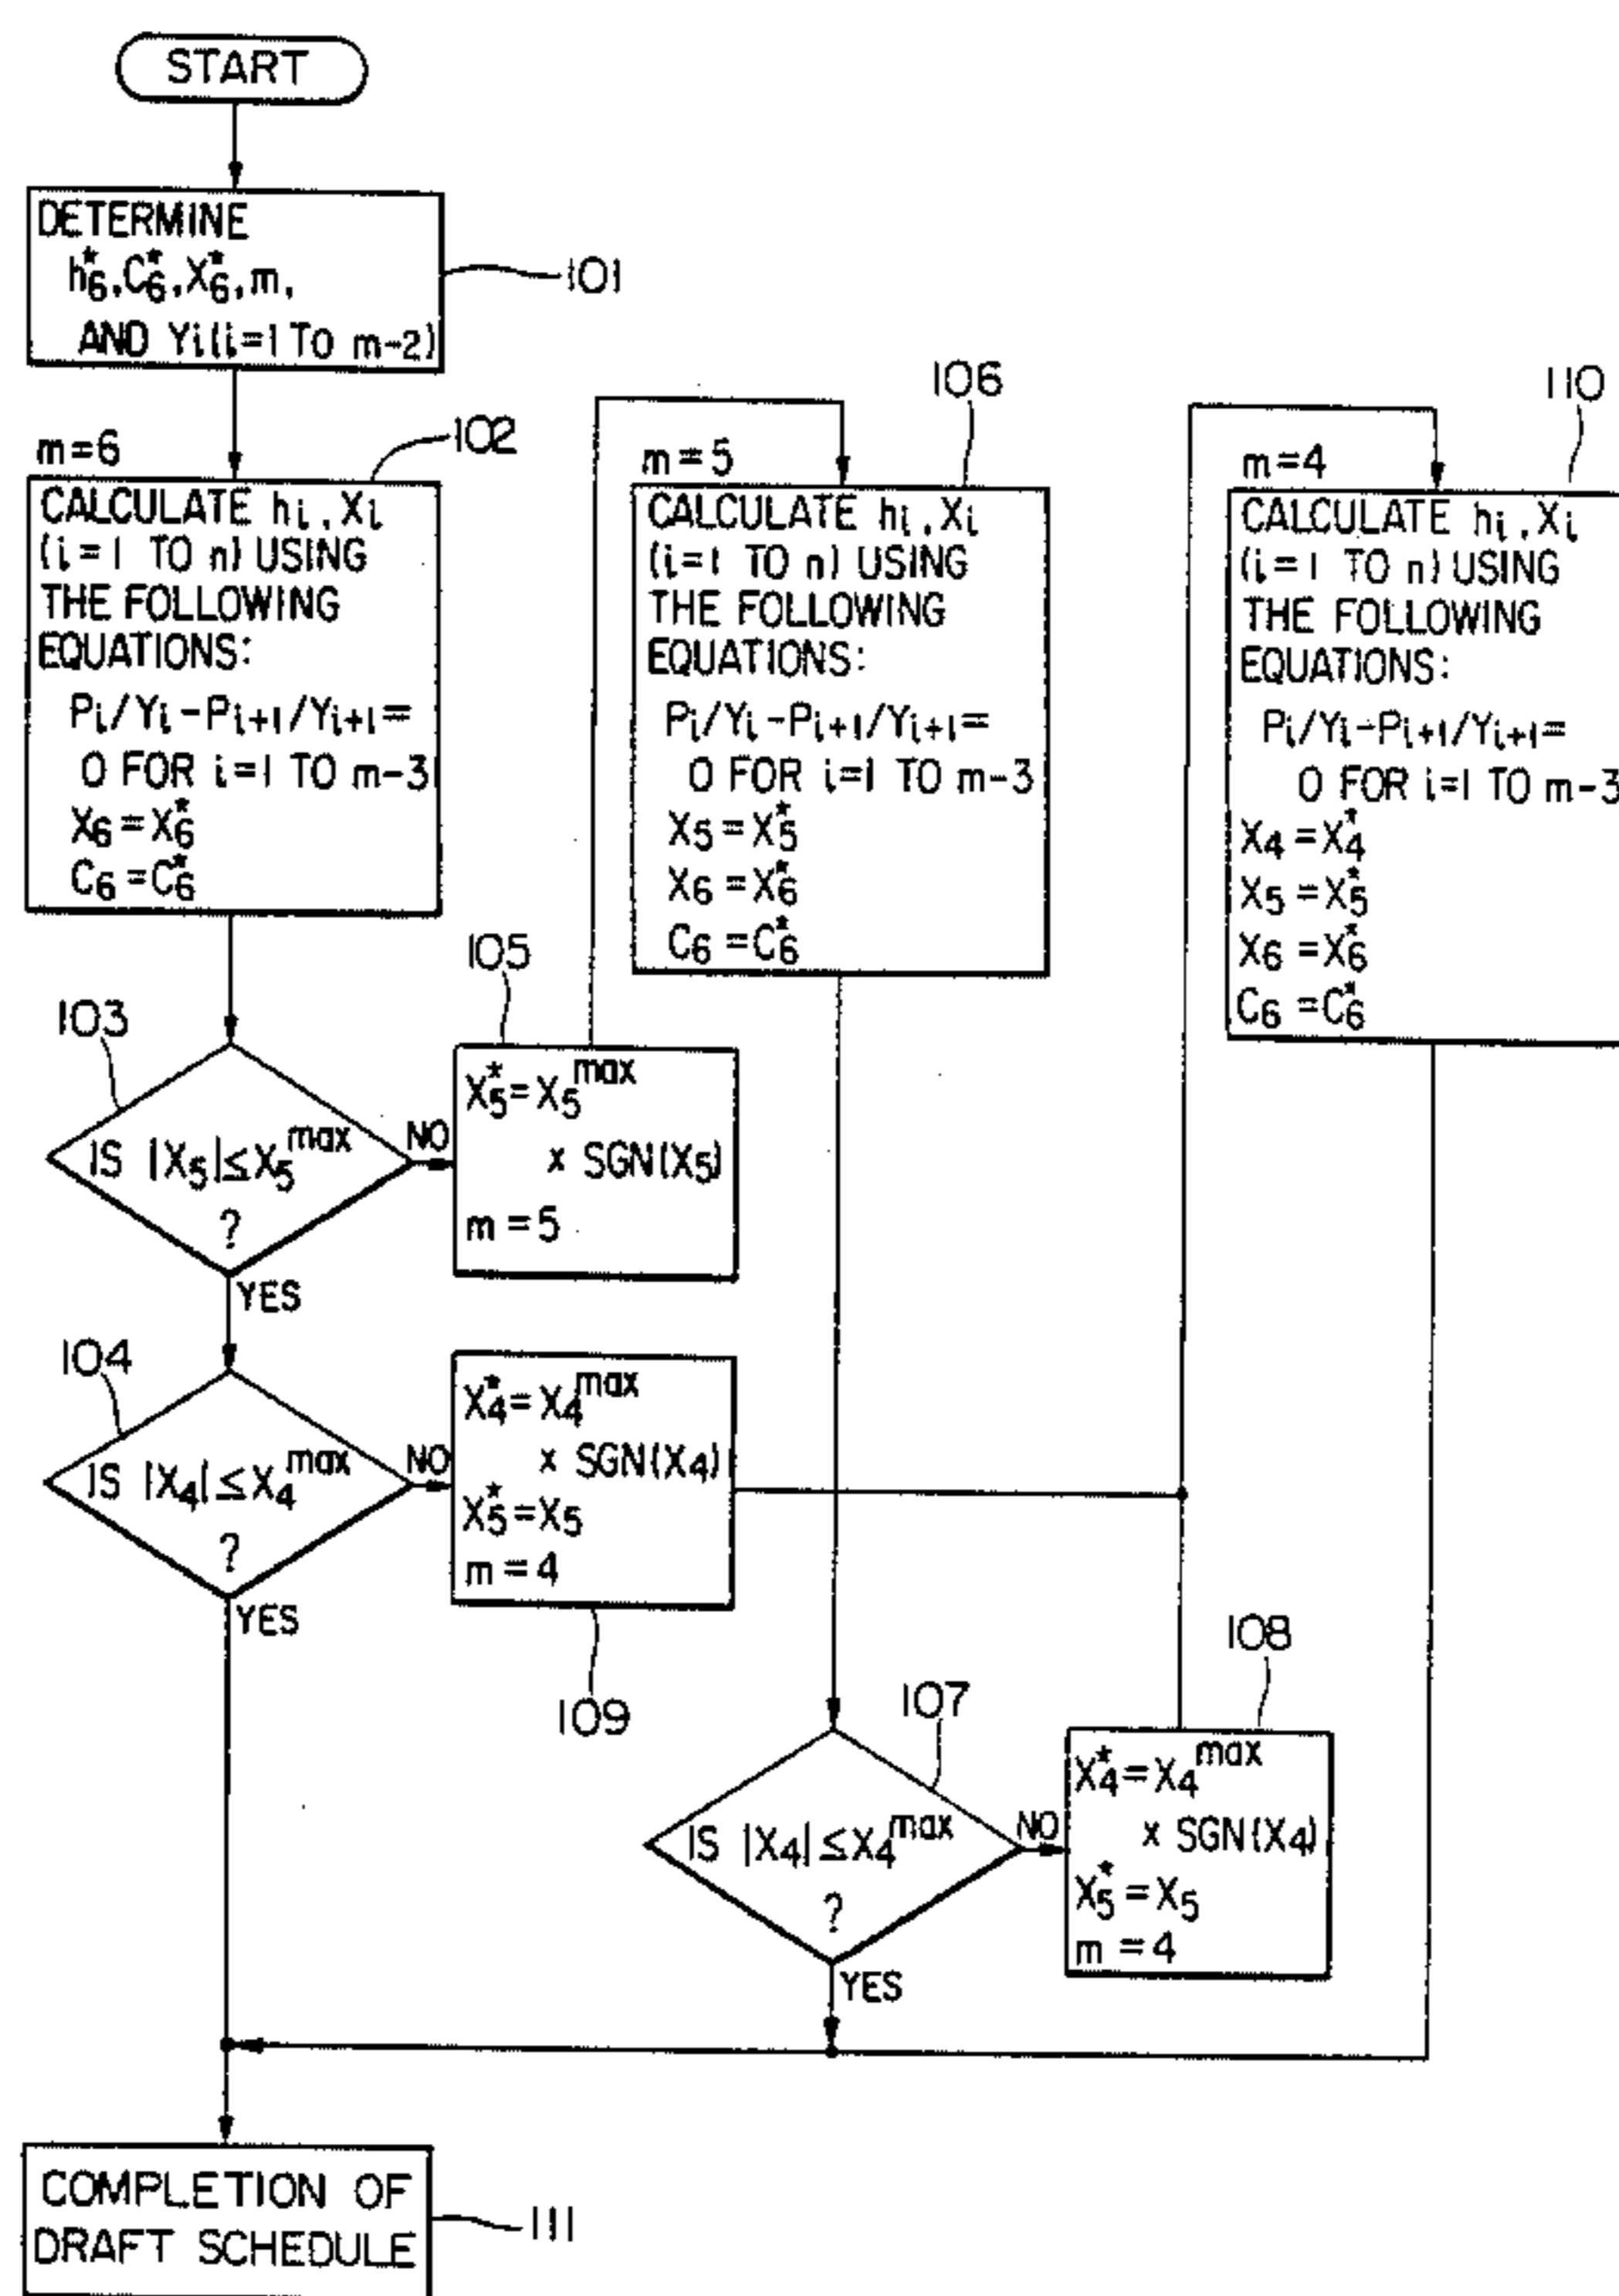 START
DETERMINE
h*6, C*6, X*6, m,
AND Yi(i=1 TO m-2)
101
m=6
102
CALCULATE hi, Xi
(i=1 TO n) USING
THE FOLLOWING
EQUATIONS:
Pi/Yi-Pi+1/Yi+1=
0 FOR i=1 TO m-3
X6=X*6
C6=C*6
103
IS |X5|≤X5max
?
NO
YES
105
X*5=X5max
x SGN(X5)
m=5
104
IS |X4|≤X4max
?
NO
YES
X*4=X4max
x SGN(X4)
X*5=X5
m=4
109
106
m=5
CALCULATE hi, Xi
(i=1 TO n) USING
THE FOLLOWING
EQUATIONS:
Pi/Yi-Pi+1/Yi+1=
0 FOR i=1 TO m-3
X5=X*5
X6=X*6
C6=C*6
107
IS |X4|≤X4max
?
NO
YES
108
X*4=X4max
x SGN(X4)
X*5=X5
m=4
110
m=4
CALCULATE hi, Xi
(i=1 TO n) USING
THE FOLLOWING
EQUATIONS:
Pi/Yi-Pi+1/Yi+1=
0 FOR i=1 TO m-3
X4=X*4
X5=X*5
X6=X*6
C6=C*6
COMPLETION OF
DRAFT SCHEDULE
111